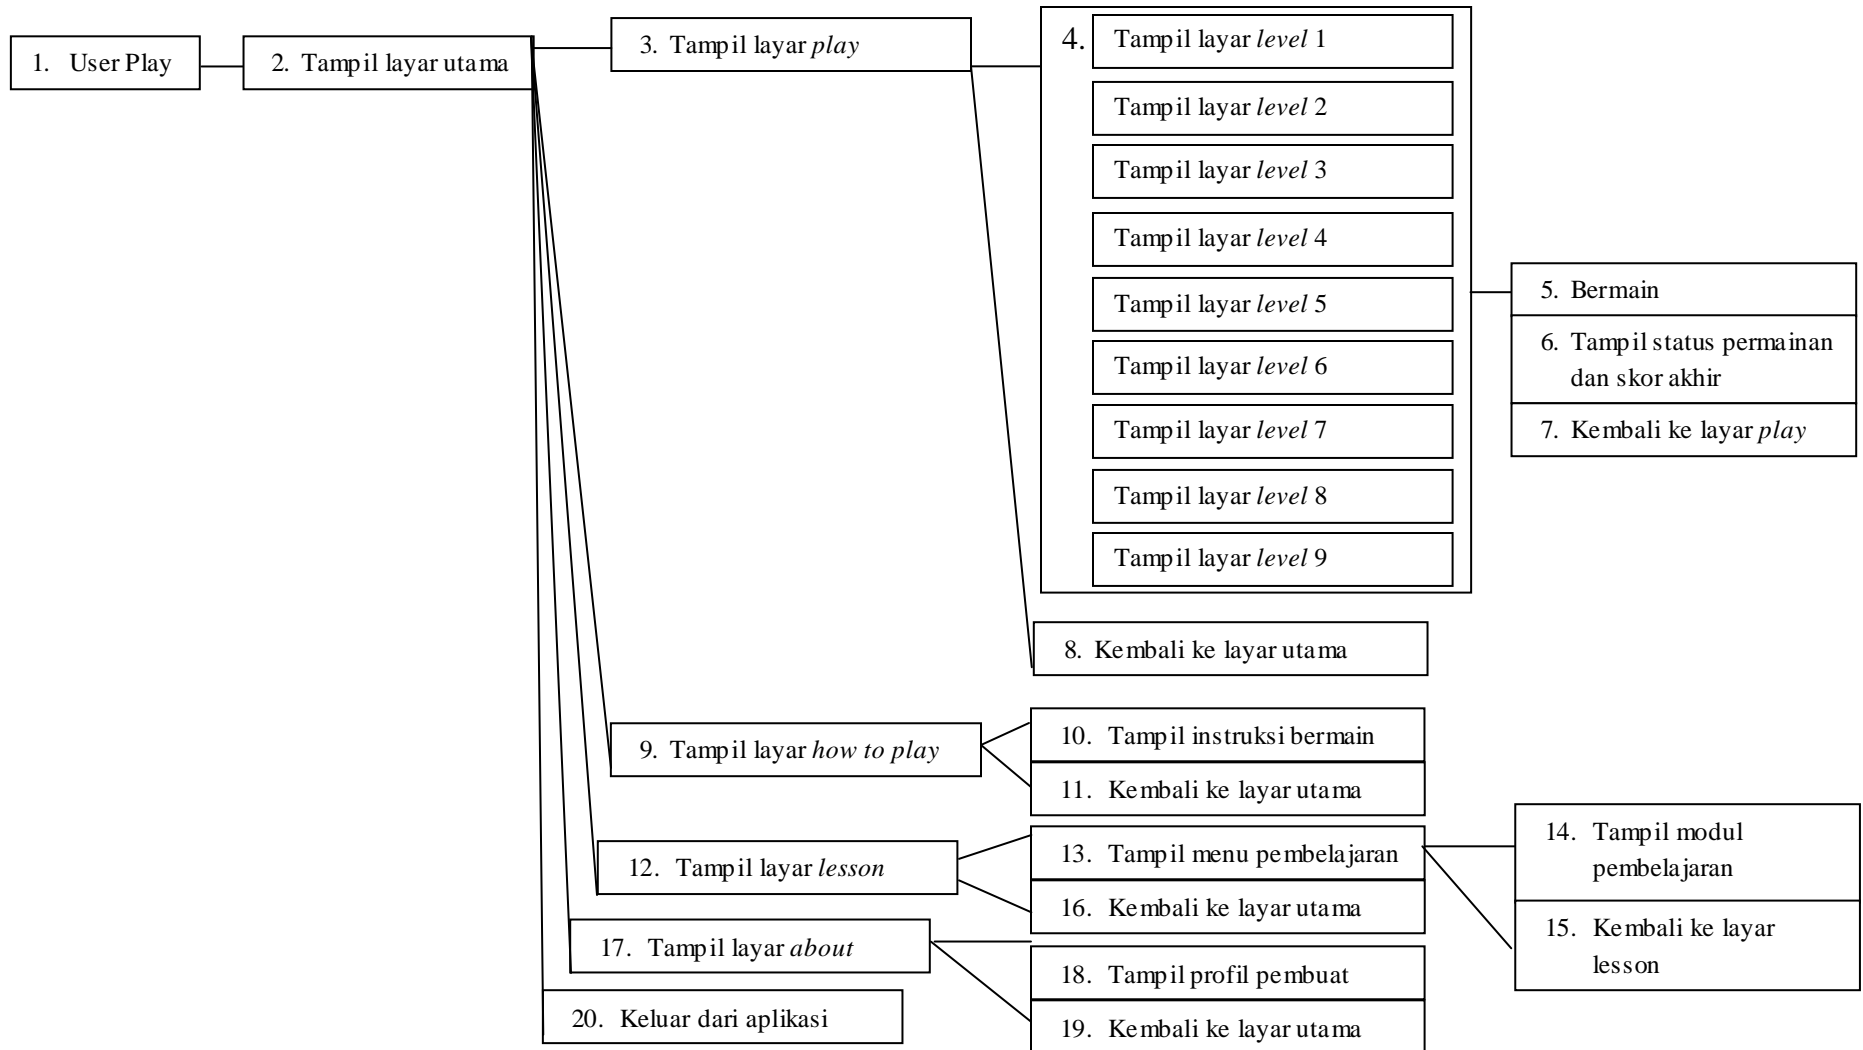 1. User Play
2. Tampil layar utama
3. Tampil layar play
4.
Tampil layar level 1
Tampil layar level 2
Tampil layar level 3
Tampil layar level 4
Tampil layar level 5
Tampil layar level 6
Tampil layar level 7
Tampil layar level 8
Tampil layar level 9
5. Bermain
6. Tampil status permainan
dan skor akhir
7. Kembali ke layar play
8. Kembali ke layar utama
9. Tampil layar how to play
10. Tampil instruksi bermain
11. Kembali ke layar utama
12. Tampil layar lesson
13. Tampil menu pembelajaran
14. Tampil modul
pembelajaran
15. Kembali ke layar
lesson
16. Kembali ke layar utama
17. Tampil layar about
18. Tampil profil pembuat
19. Kembali ke layar utama
20. Keluar dari aplikasi